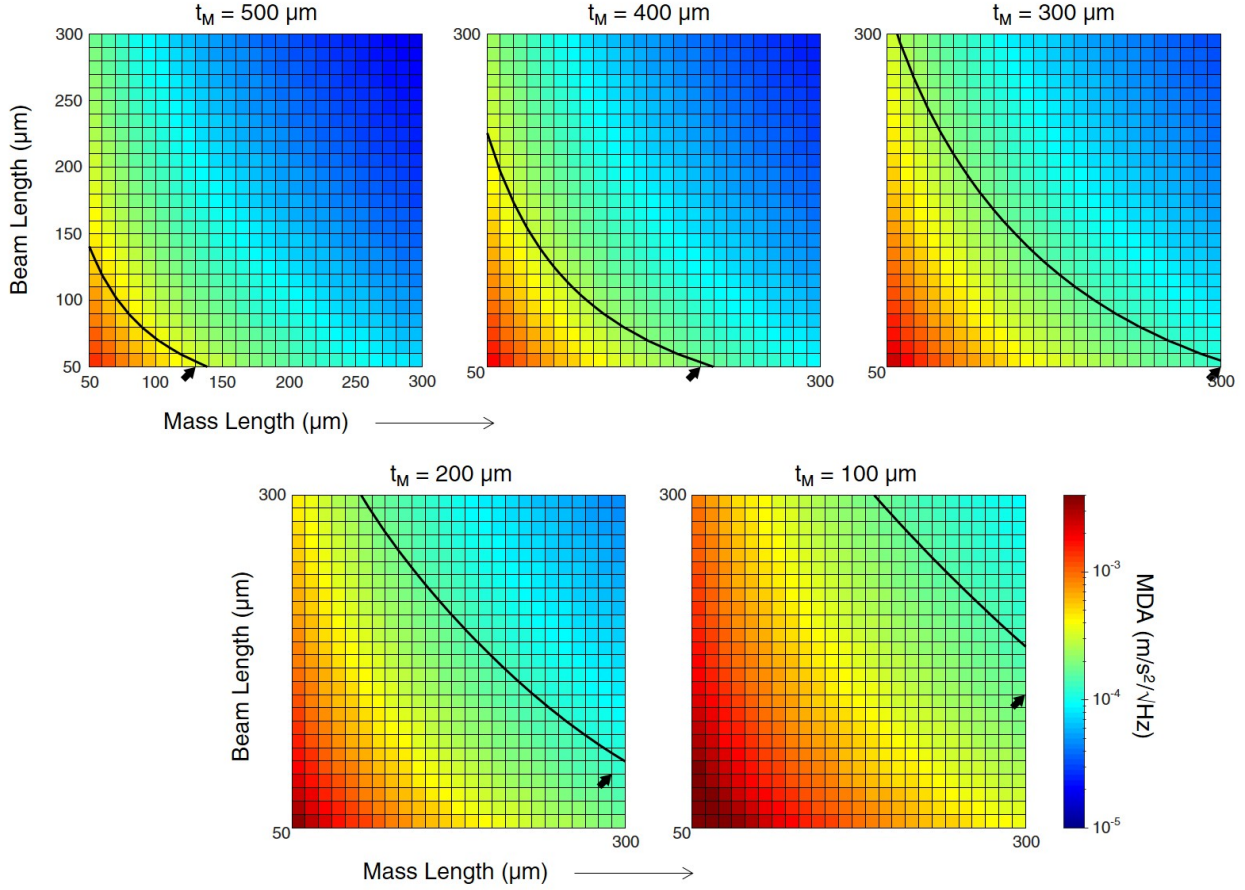 t_M = 500 μm
t_M = 400 μm
t_M = 300 μm
300
250
200
150
100
50
50 100 150 200 250 300
Beam Length (μm)
300
50
300
300
50
300
Mass Length (μm)
t_M = 200 μm
t_M = 100 μm
300
50
300
Beam Length (μm)
300
50
300
10⁻³
10⁻⁴
10⁻⁵
MDA (m/s²/√Hz)
Mass Length (μm)